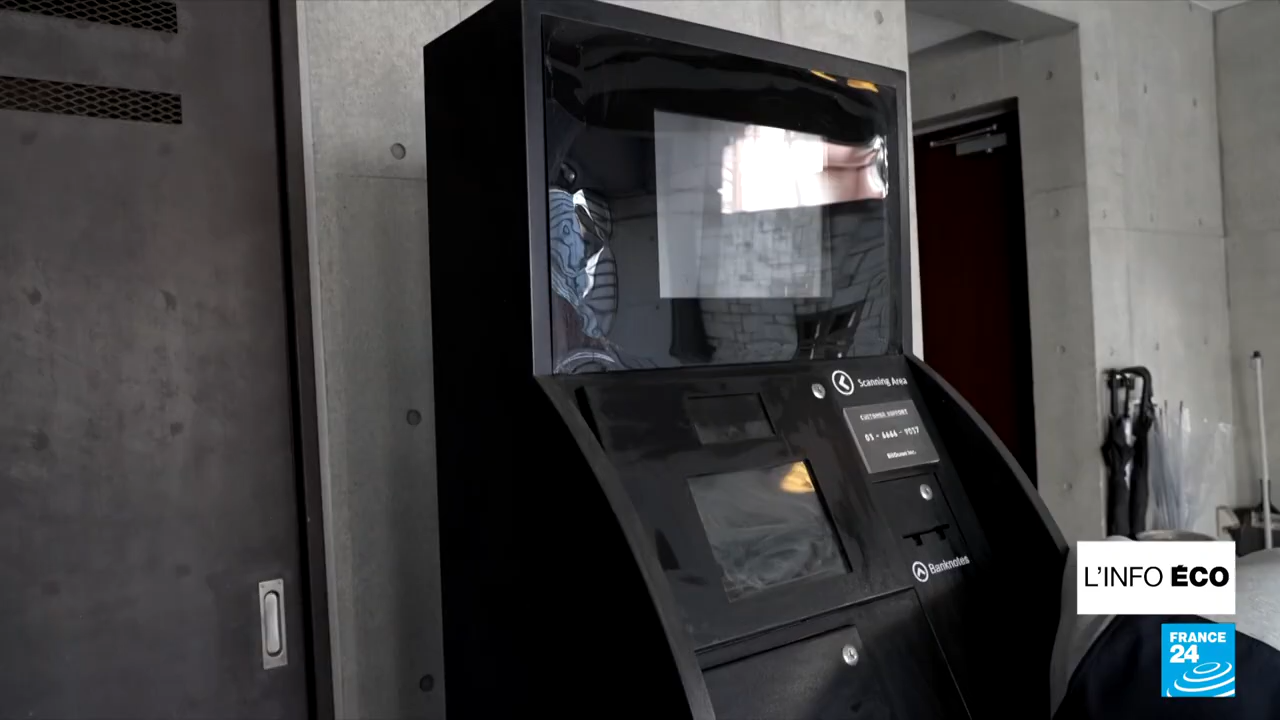 Scanning Area
CUSTOMER SUPPORT
Banknotes
L'INFO ÉCO
FRANCE
24